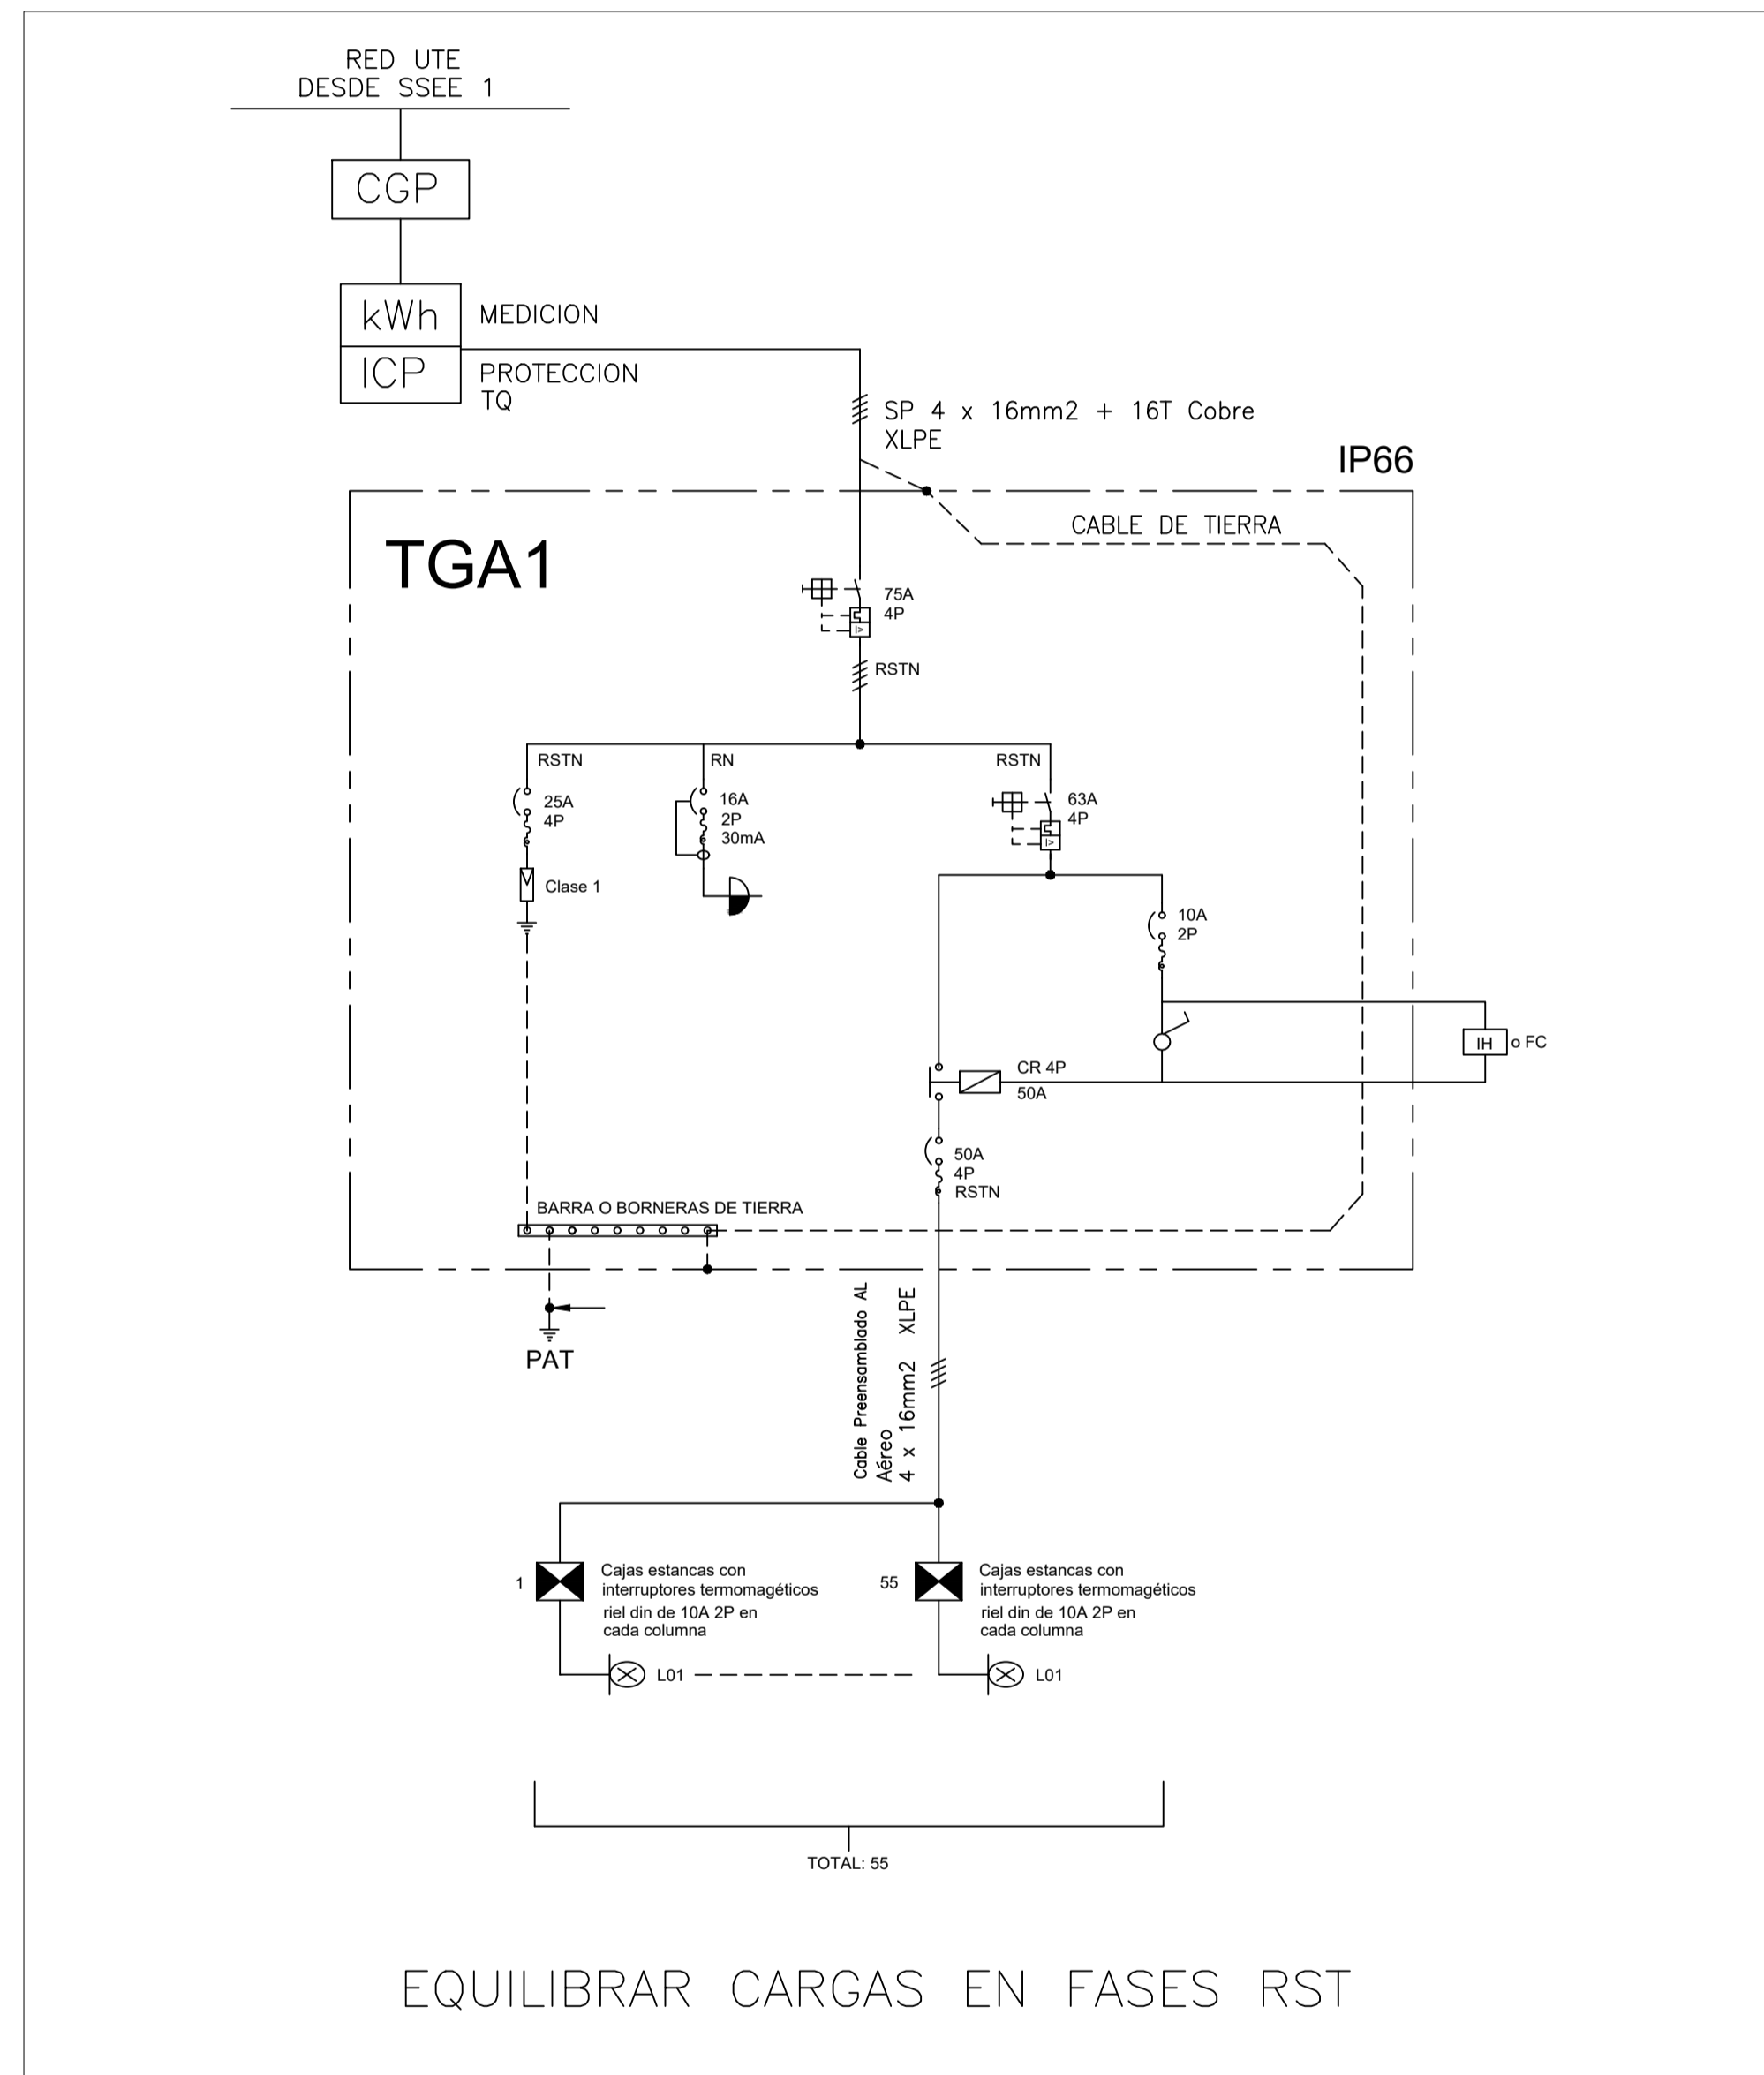 RED UTE
DESDE SSEE 1
CGP
kWh
MEDICION
ICP
PROTECCION
TQ
SP 4 x 16mm2 + 16T Cobre
XLPE
IP66
CABLE DE TIERRA
TGA1
75A
4P
I>
RSTN
RSTN
RN
RSTN
25A
4P
16A
2P
30mA
63A
4P
I>
Clase 1
10A
2P
IH
o FC
CR 4P
50A
50A
4P
RSTN
BARRA O BORNERAS DE TIERRA
PAT
Cable Preensamblado AL
Aéreo
4 x 16mm2 XLPE
1
Cajas estancas con
interruptores termomagéticos
riel din de 10A 2P en
cada columna
55
Cajas estancas con
interruptores termomagéticos
riel din de 10A 2P en
cada columna
L01
L01
TOTAL: 55
EQUILIBRAR CARGAS EN FASES RST